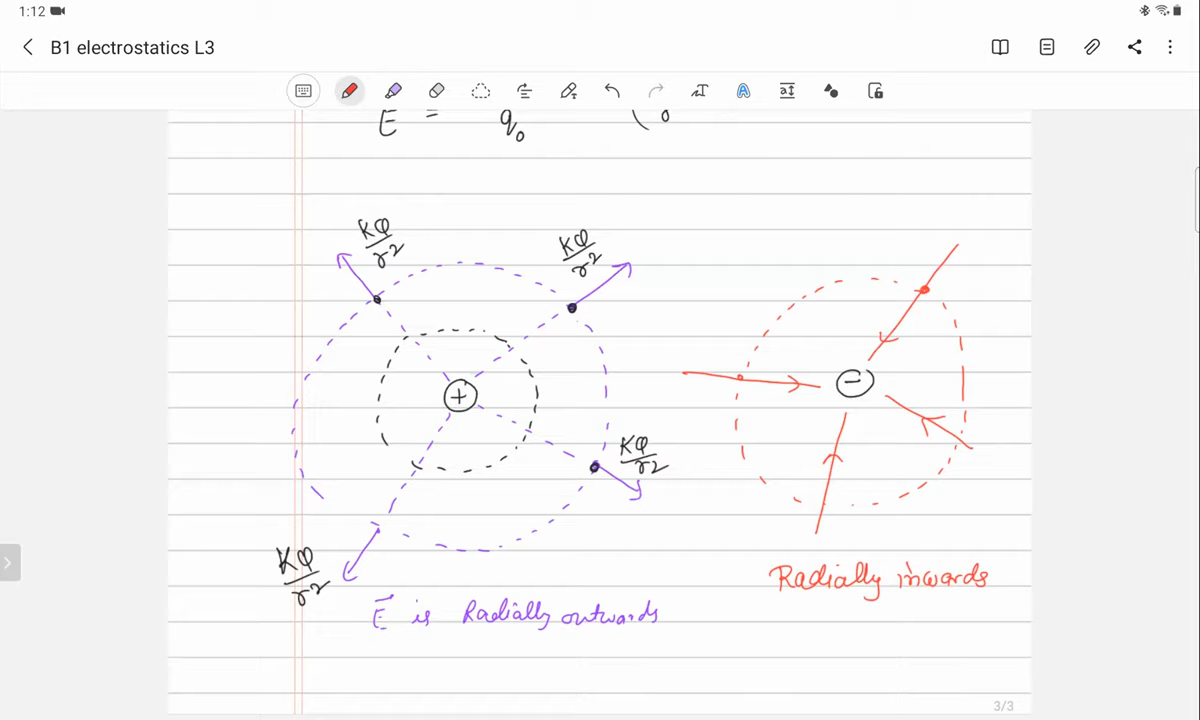 1:12
B1 electrostatics L3
E = q₀
KQ/r²
KQ/r²
KQ/r²
KQ/r²
+
−
Radially inwards
E⃗ is Radially outwards
3/3